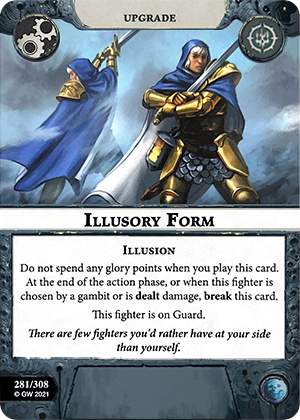 UPGRADE
ILLUSORY FORM
ILLUSION
Do not spend any glory points when you play this card.
At the end of the action phase, or when this fighter is
chosen by a gambit or is dealt damage, break this card.
This fighter is on Guard.
There are few fighters you'd rather have at your side
than yourself.
281/308
© GW 2021